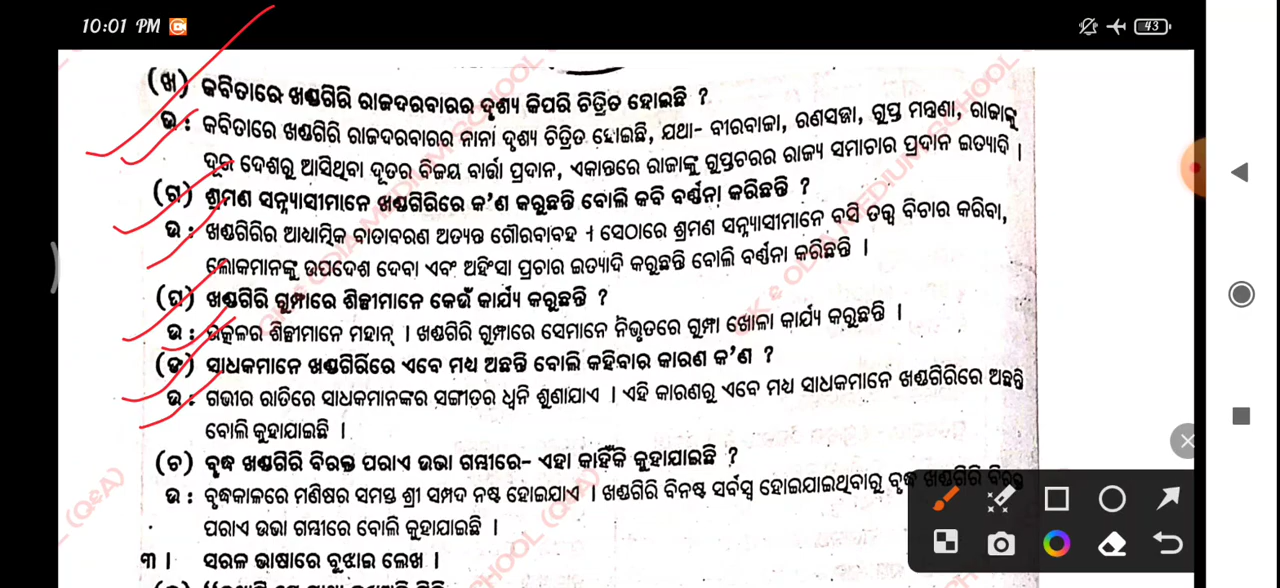 10:01 PM
43
(ଖ) କବିତାରେ ଖଣ୍ଡଗିରି ରାଜଦରବାରର ଦୃଶ୍ୟ କିପରି ଚିତ୍ରିତ ହୋଇଛି ?
ଉ : କବିତାରେ ଖଣ୍ଡଗିରି ରାଜଦରବାରର ନାନା ଦୃଶ୍ୟ ଚିତ୍ରିତ ହୋଇଛି, ଯଥା- ବୀରବାଜା, ରଣସଜ୍ଜା, ଗୁପ୍ତ ମନ୍ତ୍ରଣା, ରାଜାଙ୍କୁ
ଦୂର ଦେଶରୁ ଆସିଥିବା ଦୂତର ବିଜୟ ବାର୍ତ୍ତା ପ୍ରଦାନ, ଏକାନ୍ତରେ ରାଜାଙ୍କୁ ଗୁପ୍ତଚରର ରାଜ୍ୟ ସମାଚାର ପ୍ରଦାନ ଇତ୍ୟାଦି ।
(ଗ) ଶ୍ରମଣ ସନ୍ନ୍ୟାସୀମାନେ ଖଣ୍ଡଗିରିରେ କ'ଣ କରୁଛନ୍ତି ବୋଲି କବି ବର୍ଣ୍ଣନା କରିଛନ୍ତି ?
ଉ : ଖଣ୍ଡଗିରିର ଆଧ୍ୟାତ୍ମିକ ବାତାବରଣ ଅତ୍ୟନ୍ତ ଗୌରବାବହ । ସେଠାରେ ଶ୍ରମଣ ସନ୍ନ୍ୟାସୀମାନେ ବସି ତତ୍ତ୍ୱ ବିଚାର କରିବା,
ଲୋକମାନଙ୍କୁ ଉପଦେଶ ଦେବା ଏବଂ ଅହିଂସା ପ୍ରଚାର ଇତ୍ୟାଦି କରୁଛନ୍ତି ବୋଲି ବର୍ଣ୍ଣନା କରିଛନ୍ତି ।
(ଘ) ଖଣ୍ଡଗିରି ଗୁମ୍ଫାରେ ଶିଳ୍ପୀମାନେ କେଉଁ କାର୍ଯ୍ୟ କରୁଛନ୍ତି ?
ଉ : ଉତ୍କଳର ଶିଳ୍ପୀମାନେ ମହାନ୍ । ଖଣ୍ଡଗିରି ଗୁମ୍ଫାରେ ସେମାନେ ନିଭୃତରେ ଗୁମ୍ଫା ଖୋଳା କାର୍ଯ୍ୟ କରୁଛନ୍ତି ।
(ଙ) ସାଧକମାନେ ଖଣ୍ଡଗିରିରେ ଏବେ ମଧ୍ୟ ଅଛନ୍ତି ବୋଲି କହିବାର କାରଣ କ'ଣ ?
ଉ : ଗଭୀର ରାତିରେ ସାଧକମାନଙ୍କର ସଙ୍ଗୀତର ଧ୍ୱନି ଶୁଣାଯାଏ । ଏହି କାରଣରୁ ଏବେ ମଧ୍ୟ ସାଧକମାନେ ଖଣ୍ଡଗିରିରେ ଅଛନ୍ତି
ବୋଲି କୁହାଯାଇଛି ।
(ଚ) ବୃଦ୍ଧ ଖଣ୍ଡଗିରି ବିରକ୍ତ ପରାଏ ଉଭା ଗମ୍ଭୀରେ- ଏହା କାହିଁକି କୁହାଯାଇଛି ?
ଉ : ବୃଦ୍ଧକାଳରେ ମଣିଷର ସମସ୍ତ ଶ୍ରୀ ସମ୍ପଦ ନଷ୍ଟ ହୋଇଯାଏ । ଖଣ୍ଡଗିରି ବିନଷ୍ଟ ସର୍ବସ୍ୱ ହୋଇଯାଇଥିବାରୁ ବୃଦ୍ଧ ଖଣ୍ଡଗିରି ବିରକ୍ତ
ପରାଏ ଉଭା ଗମ୍ଭୀରେ ବୋଲି କୁହାଯାଇଛି ।
୩ । ସରଳ ଭାଷାରେ ବୁଝାଇ ଲେଖ ।